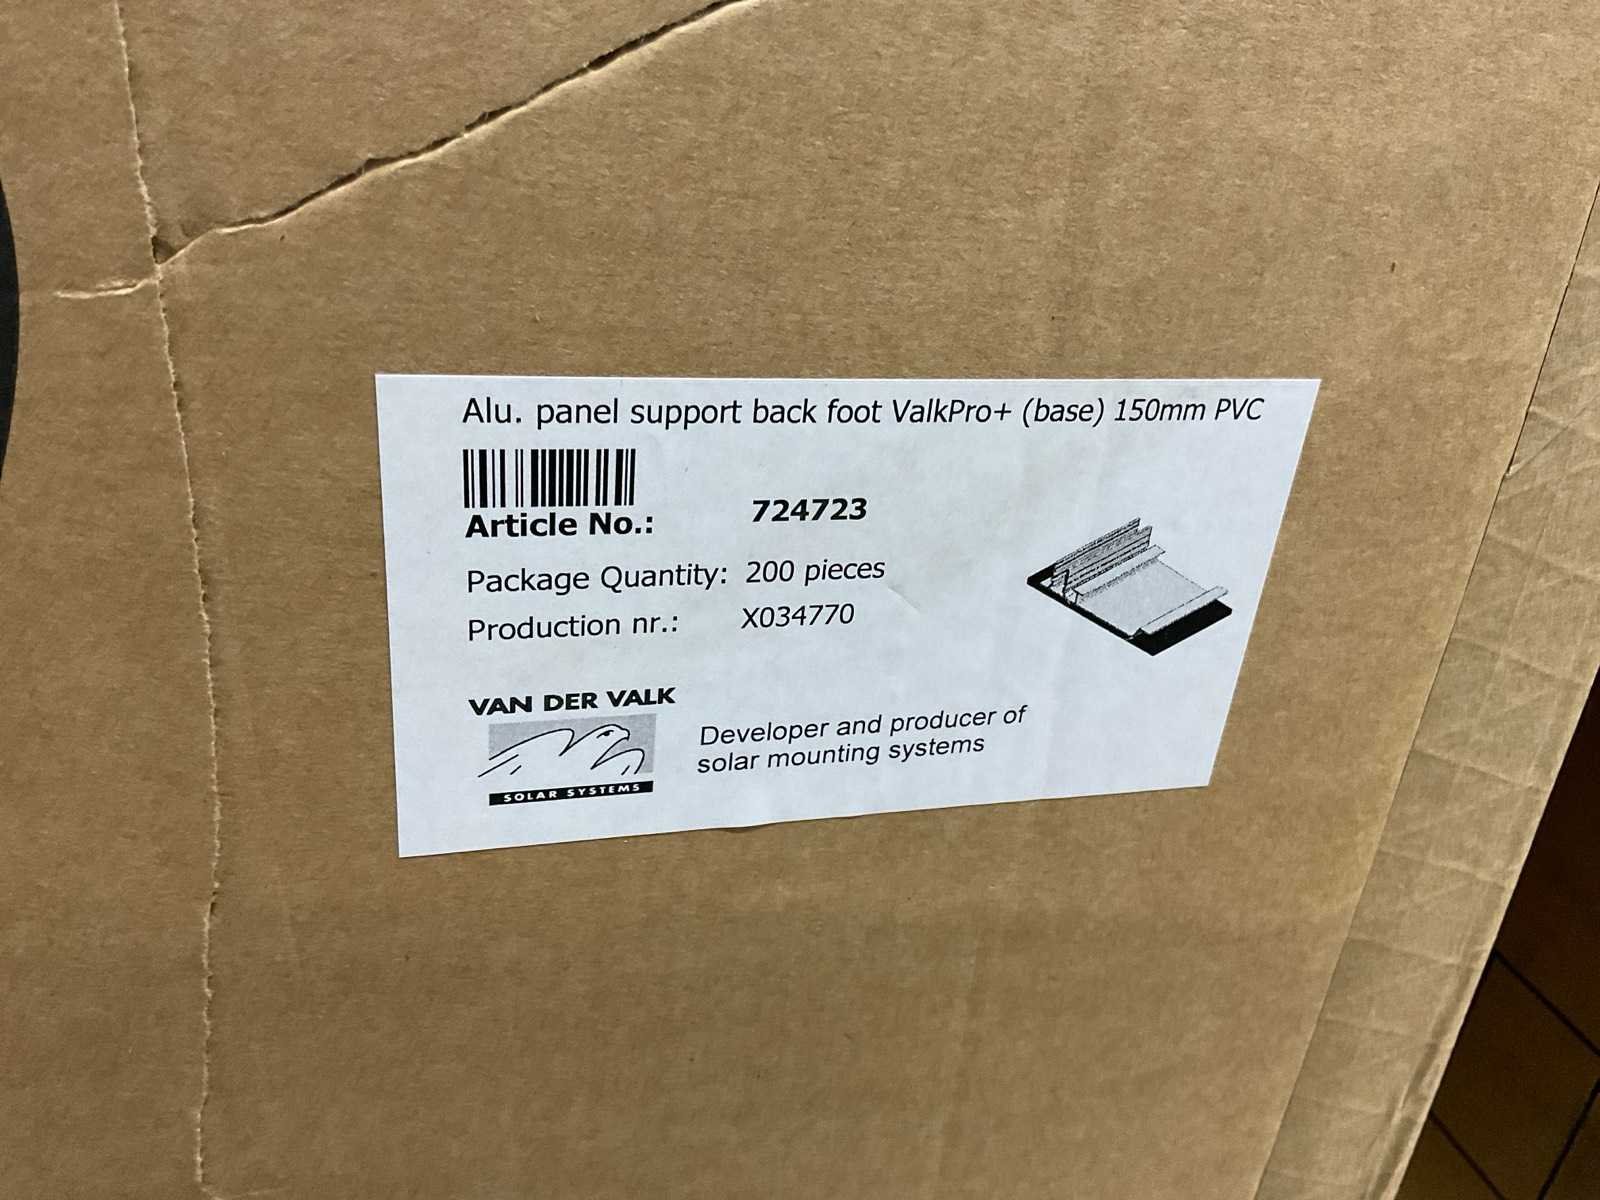 Alu. panel support back foot ValkPro+ (base) 150mm PVC
Article No.: 724723
Package Quantity: 200 pieces
Production nr.: X034770
VAN DER VALK
SOLAR SYSTEMS
Developer and producer of
solar mounting systems